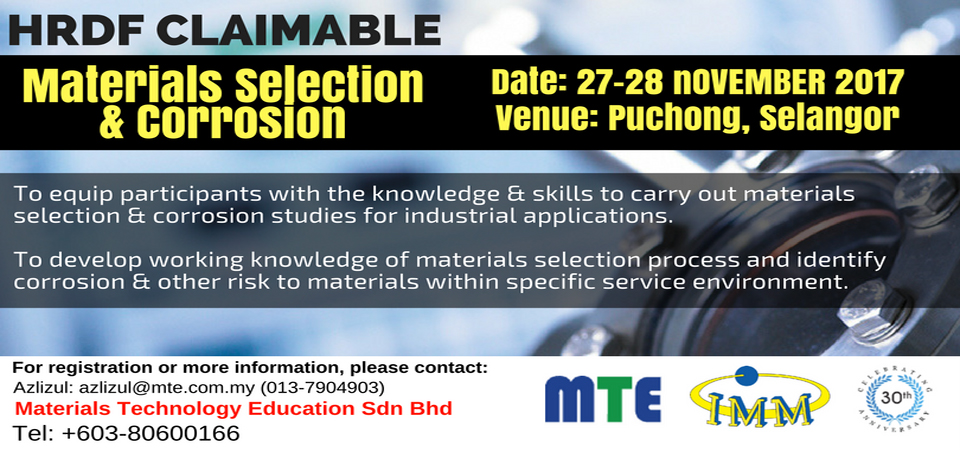 HRDF CLAIMABLE
Materials Selection
& Corrosion
Date: 27-28 nOVEMBER 2017
Venue: Puchong, Selangor
To equip participants with the knowledge & skills to carry out materials
selection & corrosion studies for industrial applications.
To develop working knowledge of materials selection process and identify
corrosion & other risk to materials within specific service environment.
For registration or more information, please contact:
Azlizul: azlizul@mte.com.my (013-7904903)
Materials Technology Education Sdn Bhd
Tel: +603-80600166
MTE
IMM
CELEBRATING
30th
ANNIVERSARY